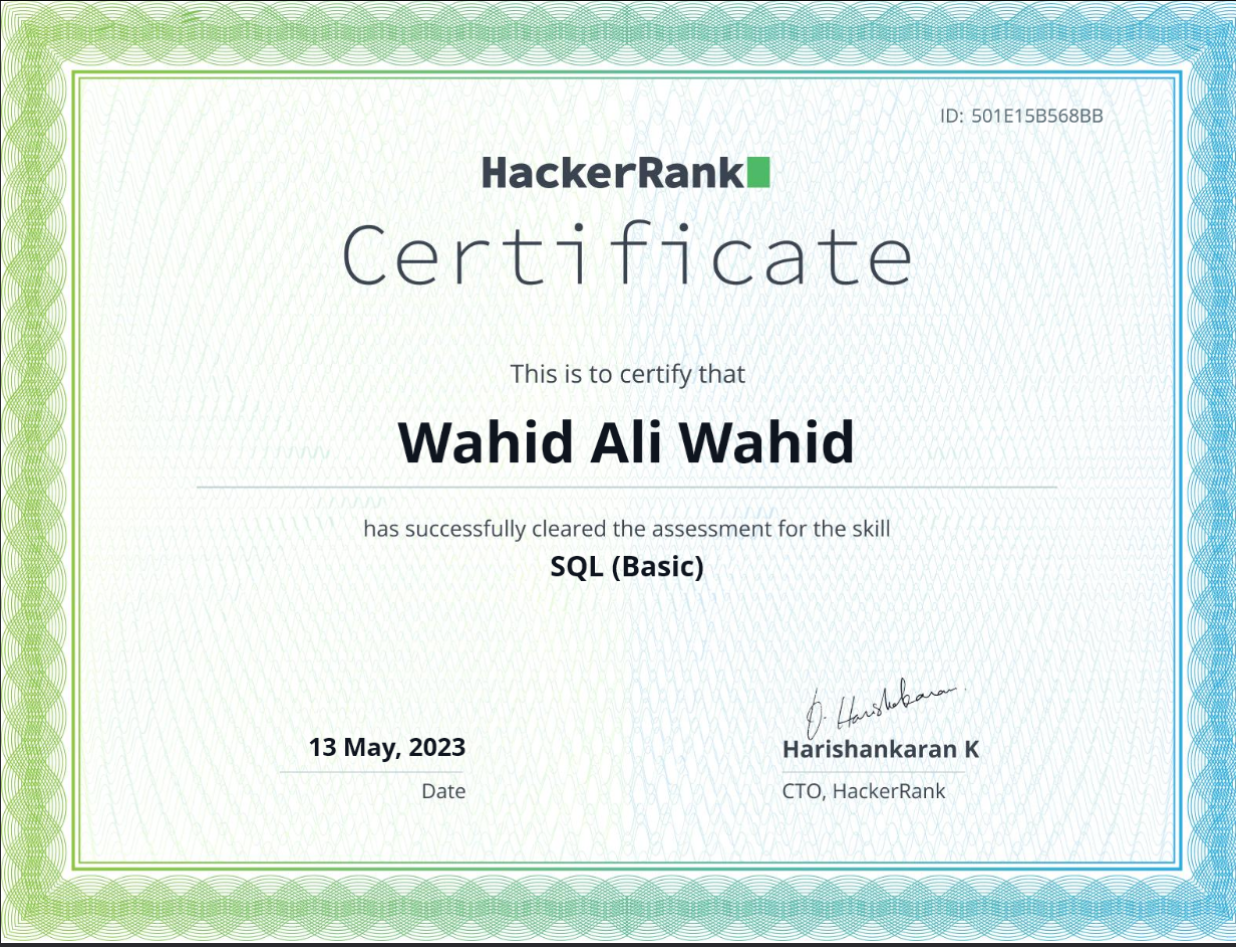 ID: 501E15B568BB
HackerRank
Certificate
This is to certify that
Wahid Ali Wahid
has successfully cleared the assessment for the skill
SQL (Basic)
13 May, 2023
Date
Harishankaran K
CTO, HackerRank